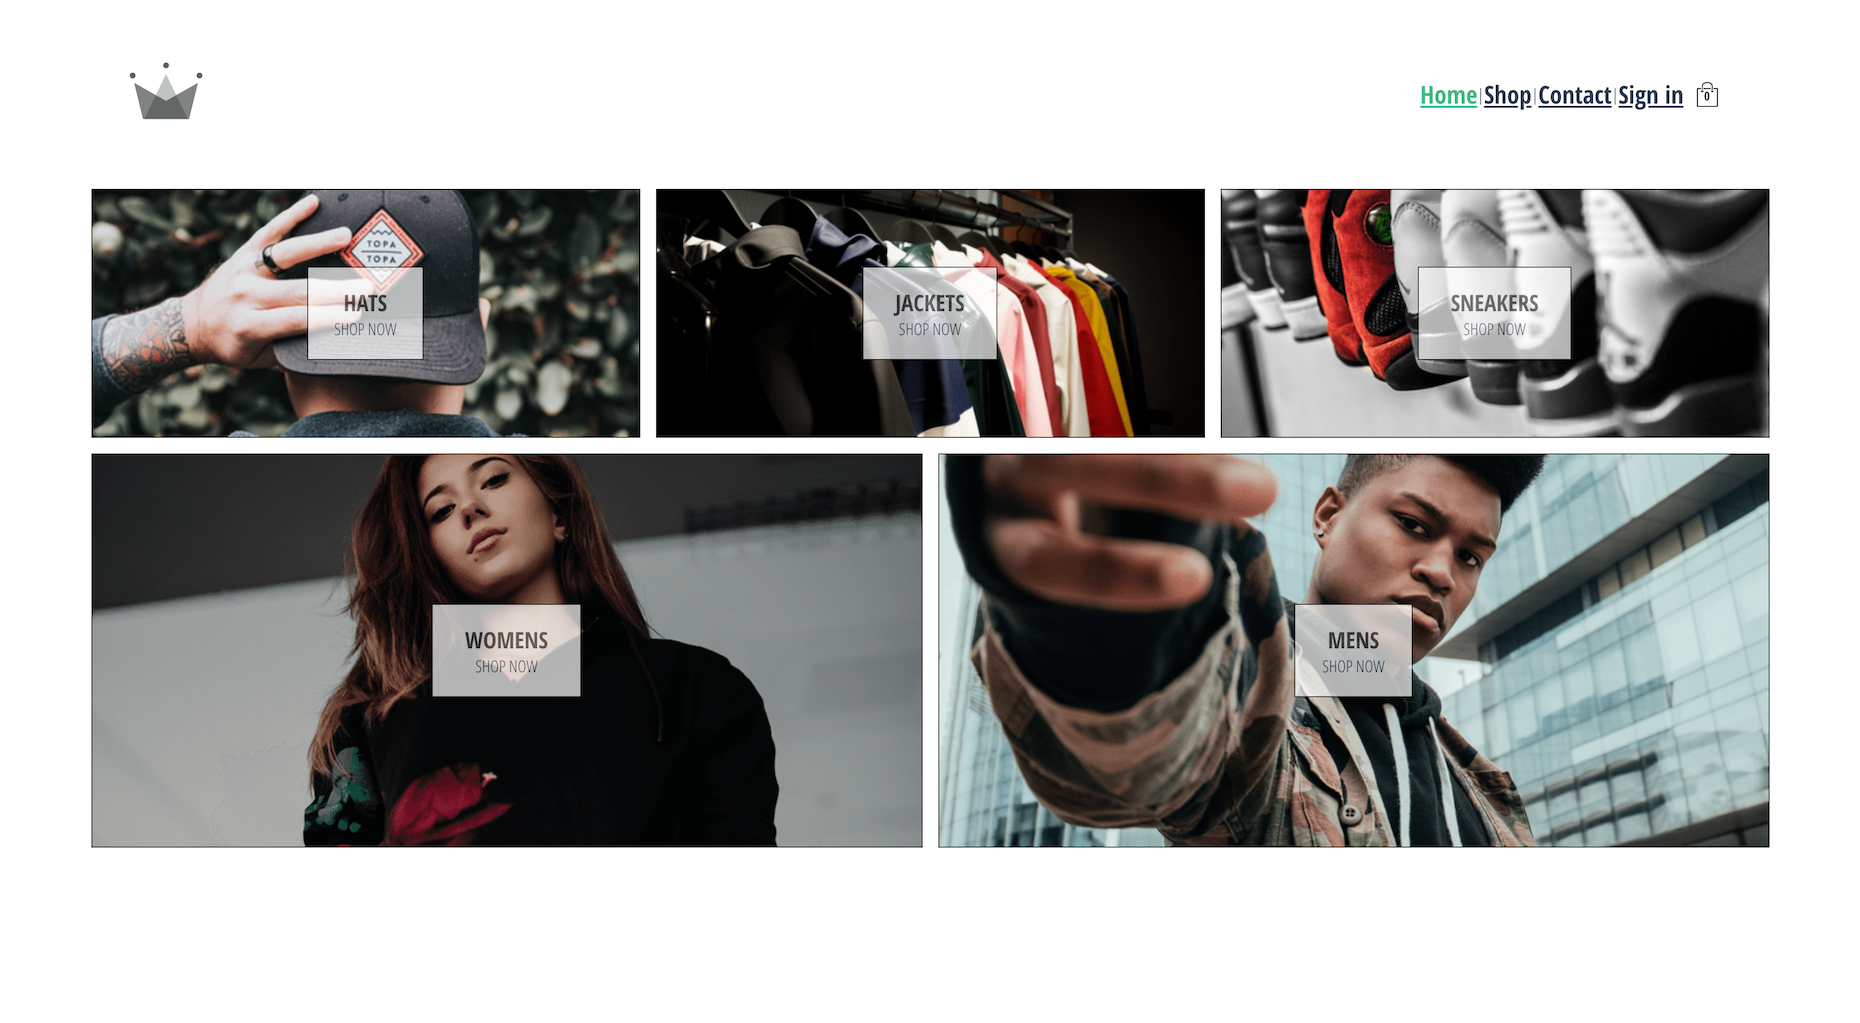 Home Shop Contact Sign in 0
TOPA
TOPA
HATS
SHOP NOW
JACKETS
SHOP NOW
SNEAKERS
SHOP NOW
WOMENS
SHOP NOW
MENS
SHOP NOW